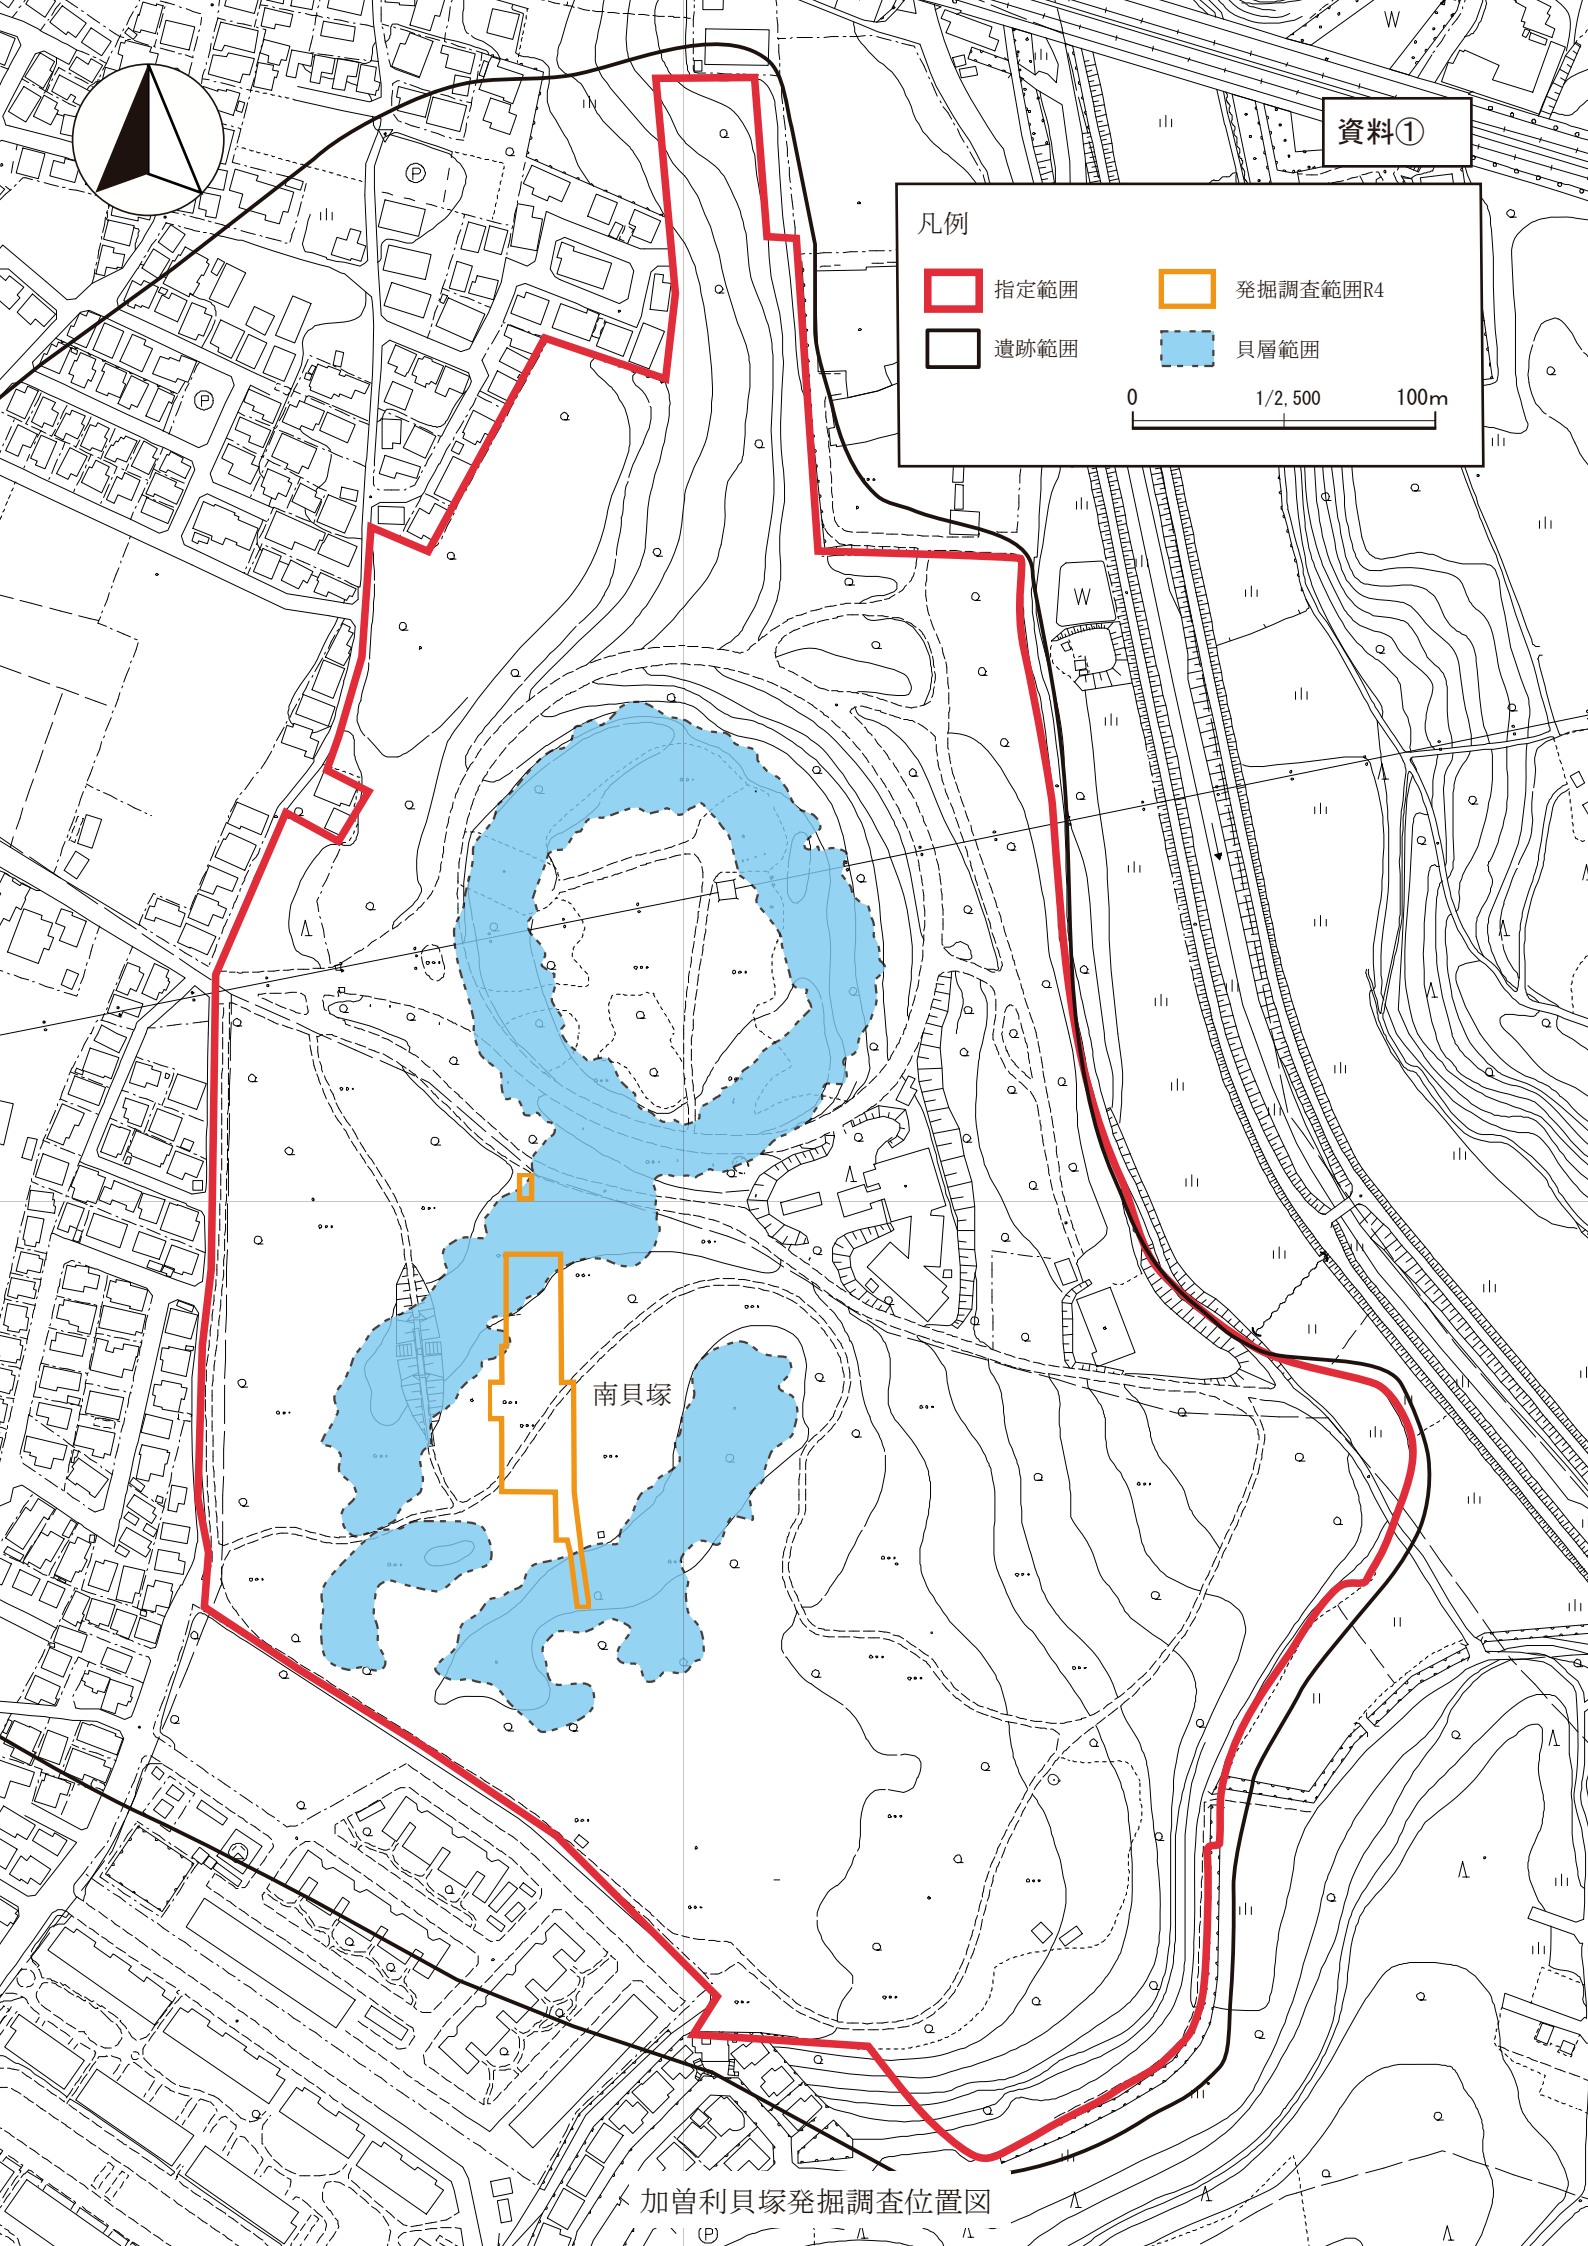 資料①
凡例
指定範囲
発掘調査範囲R4
遺跡範囲
貝層範囲
0 1/2,500 100m
W
P
P
W
南貝塚
加曽利貝塚発掘調査位置図
P